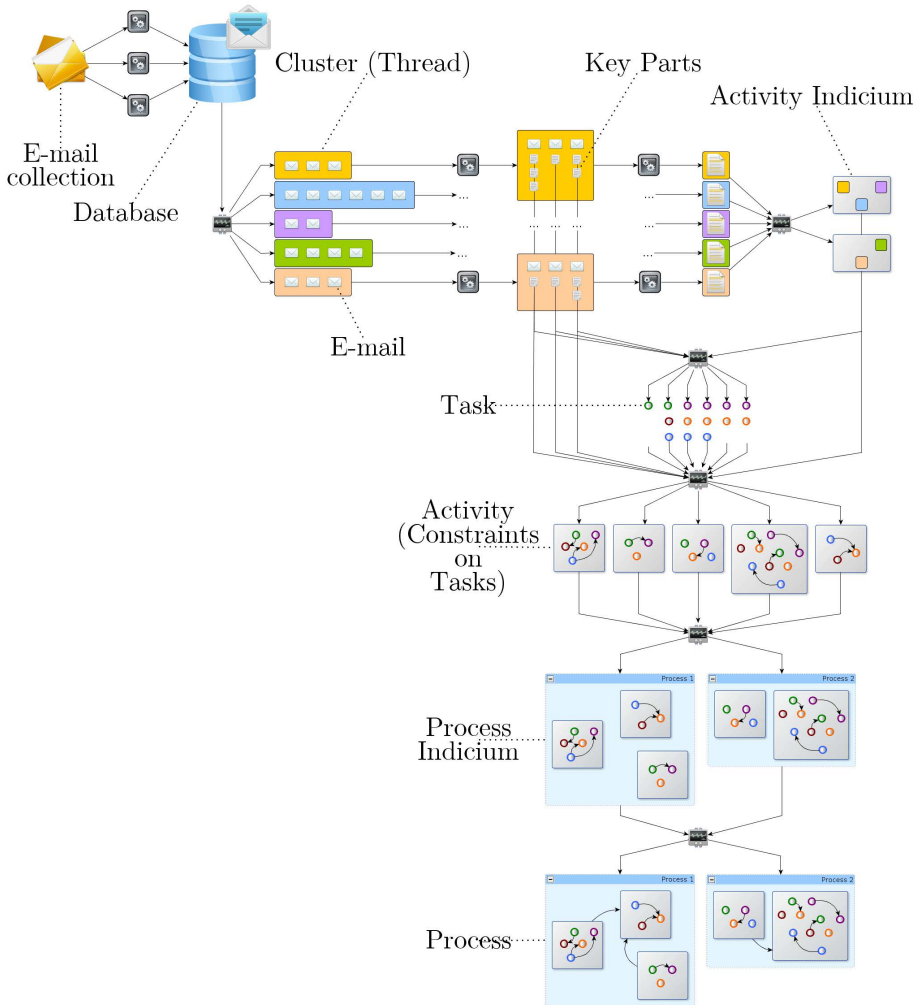 Cluster (Thread)
Key Parts
Activity Indicium
E-mail
collection
Database
...
...
...
...
...
...
...
...
...
E-mail
Task
Activity
(Constraints
on
Tasks)
Process 1
Process 2
Process
Indicium
Process 1
Process 2
Process